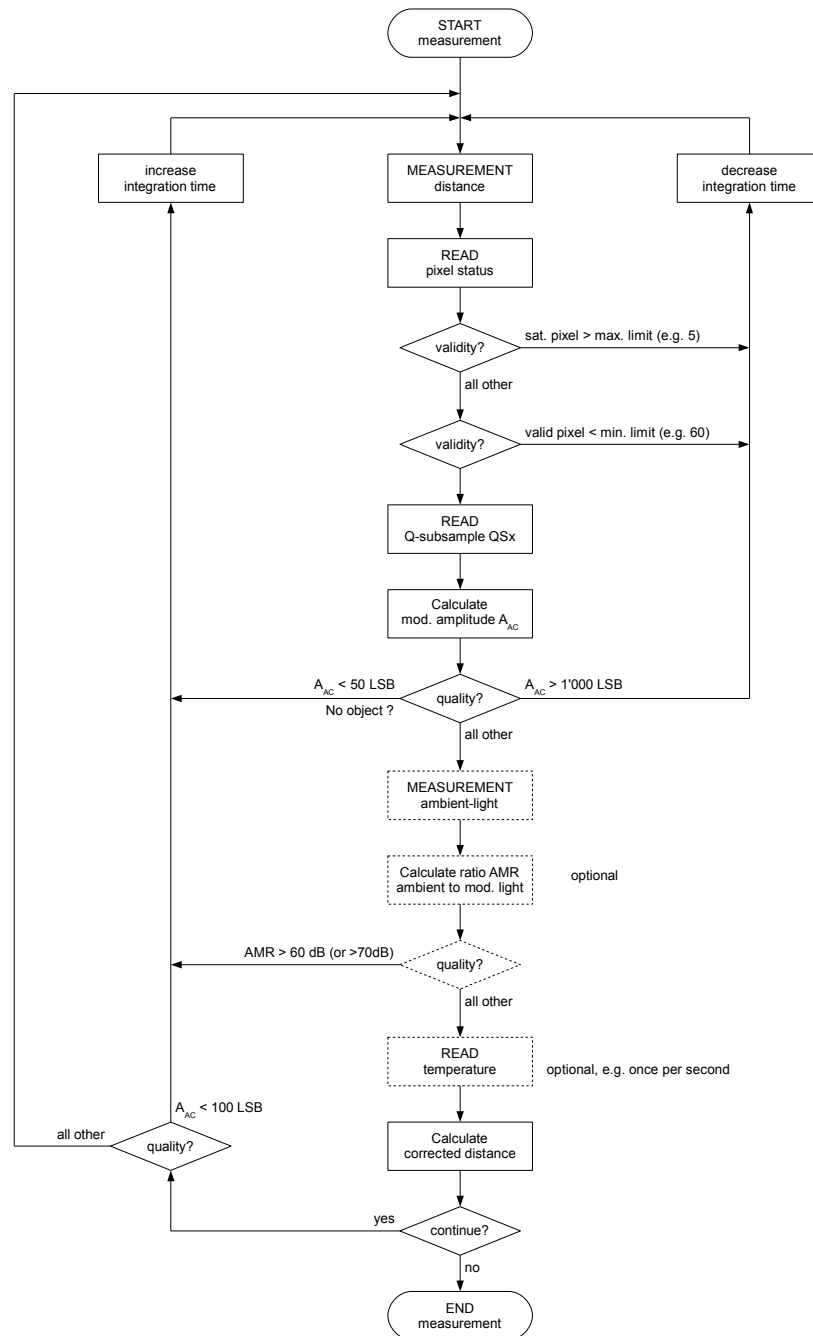 START
measurement
increase
integration time
MEASUREMENT
distance
decrease
integration time
READ
pixel status
validity?
sat. pixel > max. limit (e.g. 5)
all other
validity?
valid pixel < min. limit (e.g. 60)
READ
Q-subsample QSx
Calculate
mod. amplitude A_AC
A_AC < 50 LSB
No object ?
quality?
A_AC > 1'000 LSB
all other
MEASUREMENT
ambient-light
Calculate ratio AMR
ambient to mod. light
optional
AMR > 60 dB (or >70dB)
quality?
all other
READ
temperature
optional, e.g. once per second
A_AC < 100 LSB
all other
quality?
Calculate
corrected distance
yes
continue?
no
END
measurement